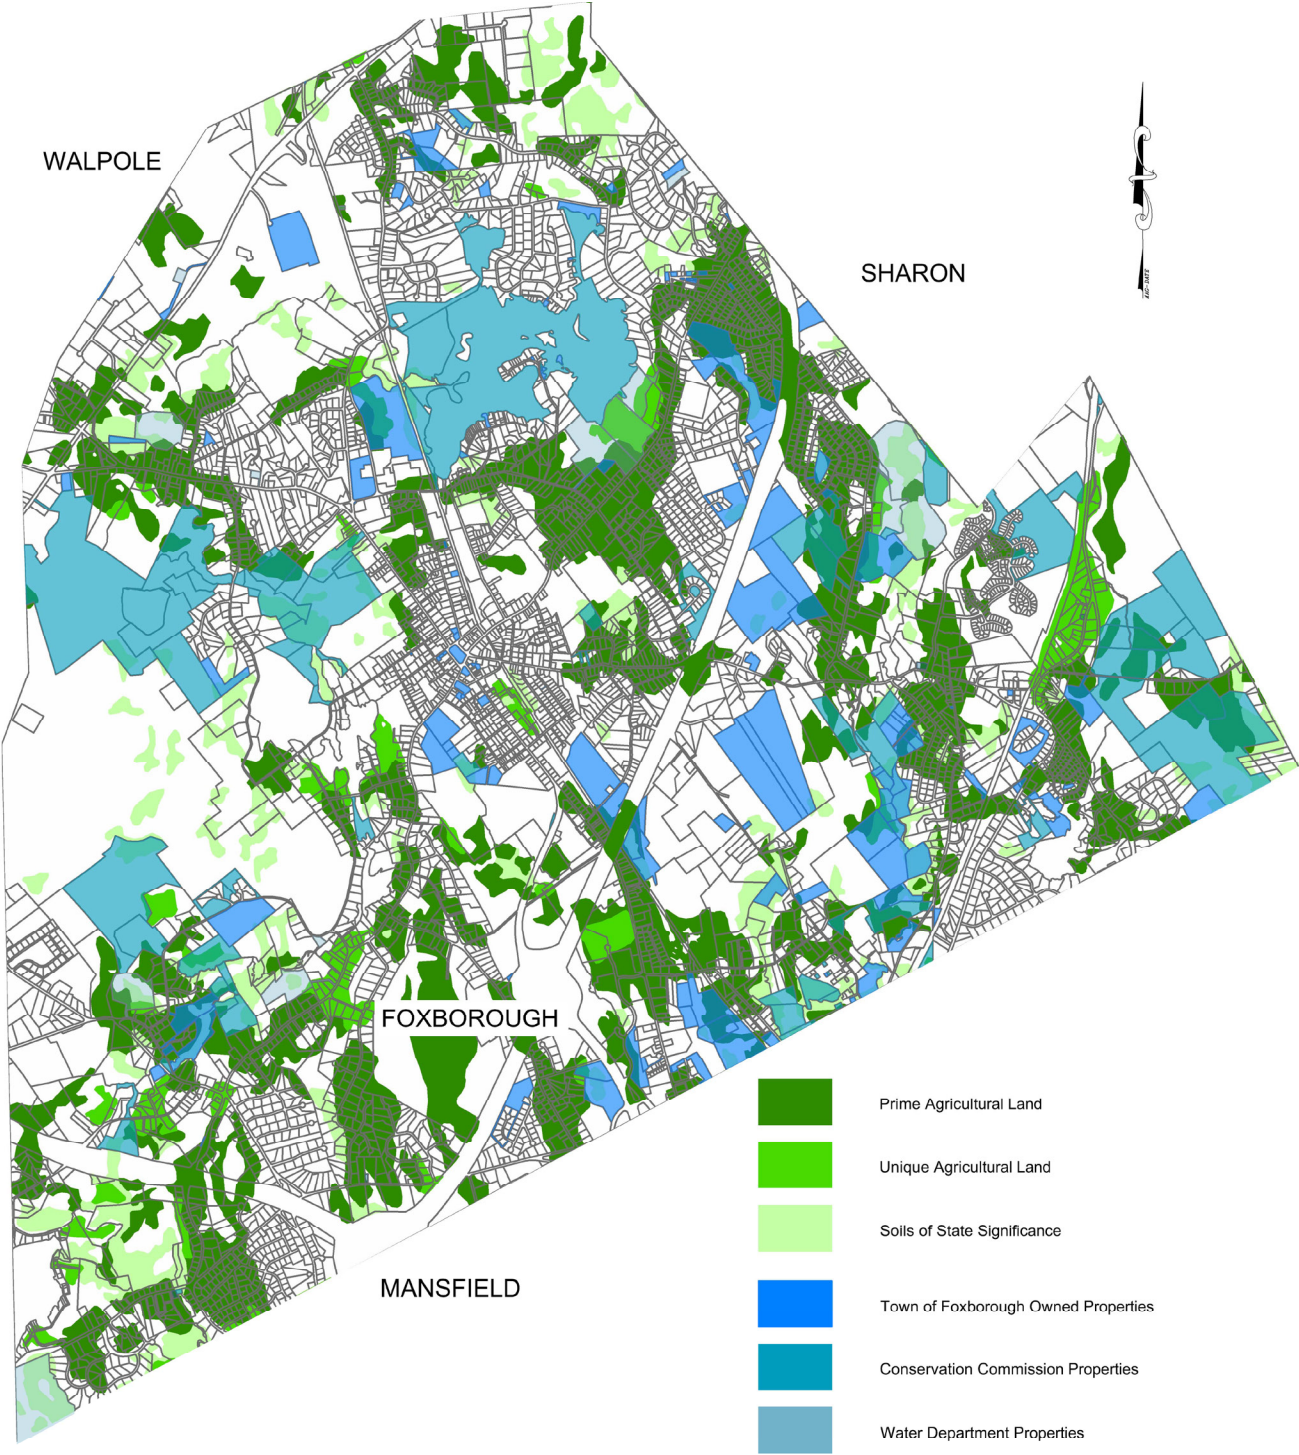 WALPOLE
SHARON
FOXBOROUGH
MANSFIELD
Prime Agricultural Land
Unique Agricultural Land
Soils of State Significance
Town of Foxborough Owned Properties
Conservation Commission Properties
Water Department Properties